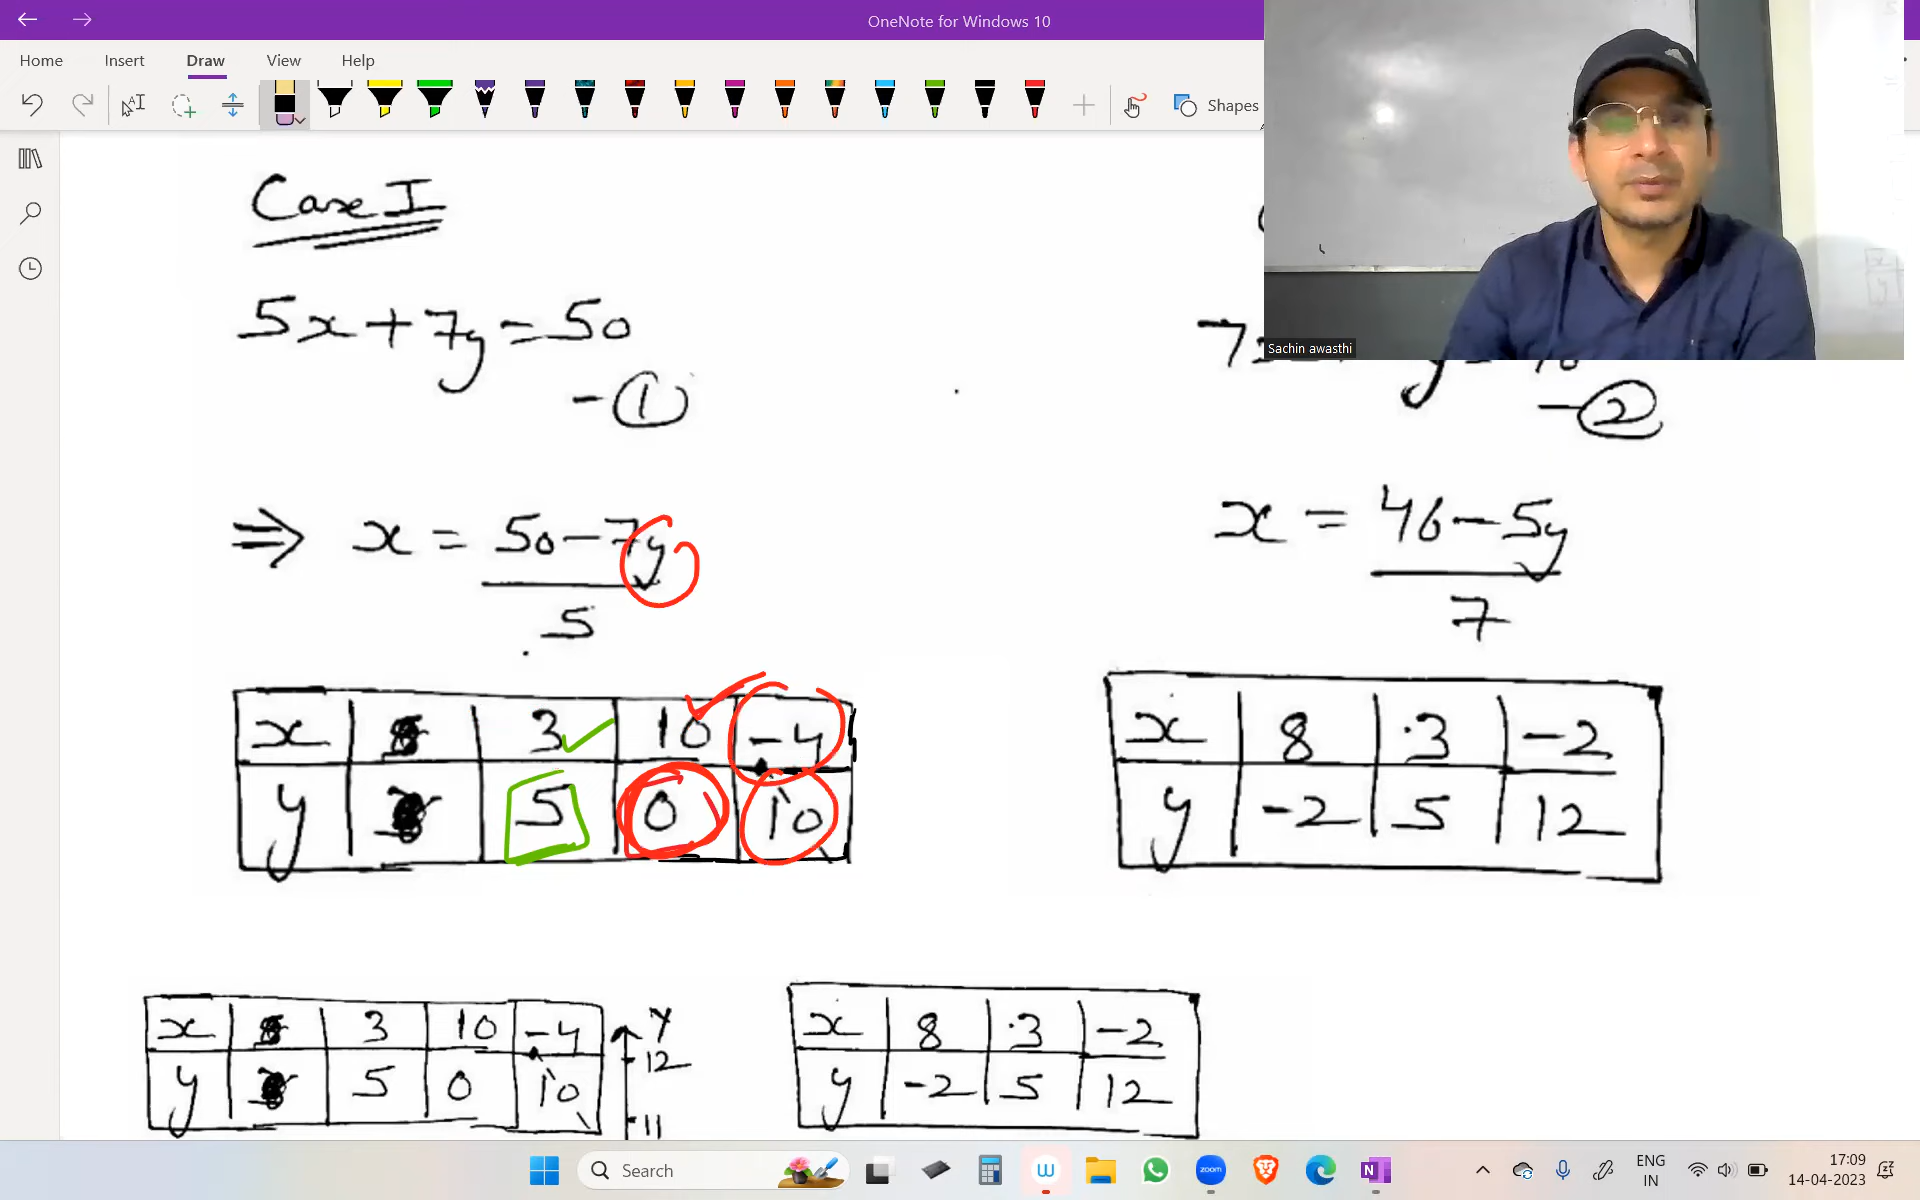 OneNote for Windows 10
Home Insert Draw View Help
Shapes
Case I
5x + 7y = 50
- ①
⇒ x = 50 - 7y
5
x 3 10 -4
y 5 0 10
- ②
x = 46 - 5y
7
x 8 3 -2
y -2 5 12
x 3 10 -4
y 5 0 10
Y
12
11
x 8 3 -2
y -2 5 12
Sachin awasthi
Search
zoom
ENG
IN
17:09
14-04-2023